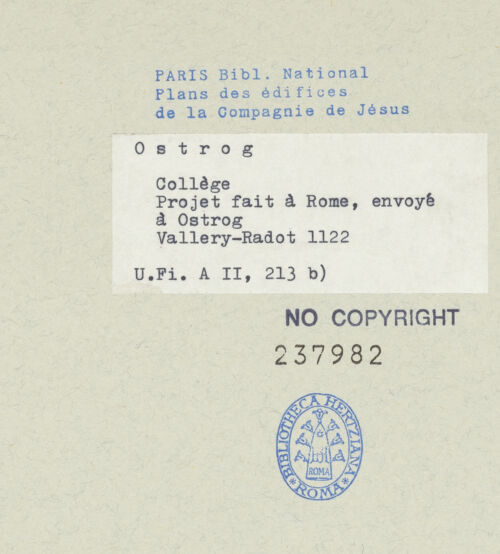 PARIS Bibl. National
Plans des édifices
de la Compagnie de Jésus
O s t r o g
Collège
Projet fait à Rome, envoyé
à Ostrog
Vallery-Radot 1122
U.Fi. A II, 213 b)
NO COPYRIGHT
237982
BIBLIOTHECA HERTZIANA
ROMA
* ROMA *